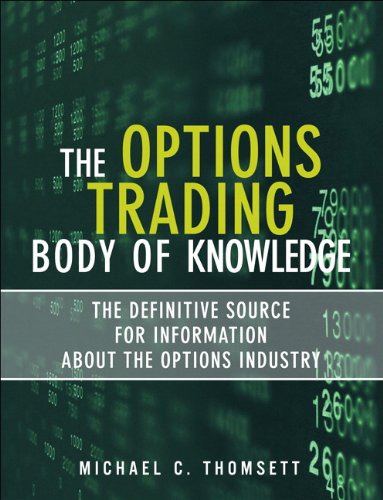 THE OPTIONS
TRADING
BODY OF KNOWLEDGE
THE DEFINITIVE SOURCE
FOR INFORMATION
ABOUT THE OPTIONS INDUSTRY
MICHAEL C. THOMSETT